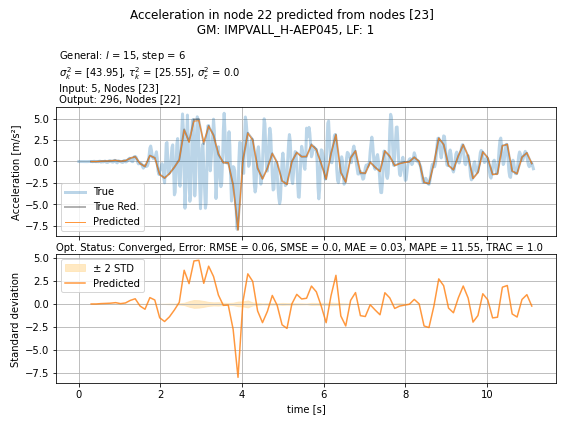 Acceleration in node 22 predicted from nodes [23]
GM: IMPVALL_H-AEP045, LF: 1
General: l = 15, step = 6
σ²ₖ = [43.95], τ²ₖ = [25.55], σ²ε = 0.0
Input: 5, Nodes [23]
Output: 296, Nodes [22]
Acceleration [m/s²]
5.0
2.5
0.0
−2.5
−5.0
−7.5
True
True Red.
Predicted
Opt. Status: Converged, Error: RMSE = 0.06, SMSE = 0.0, MAE = 0.03, MAPE = 11.55, TRAC = 1.0
Standard deviation
5.0
2.5
0.0
−2.5
−5.0
−7.5
± 2 STD
Predicted
0 2 4 6 8 10
time [s]